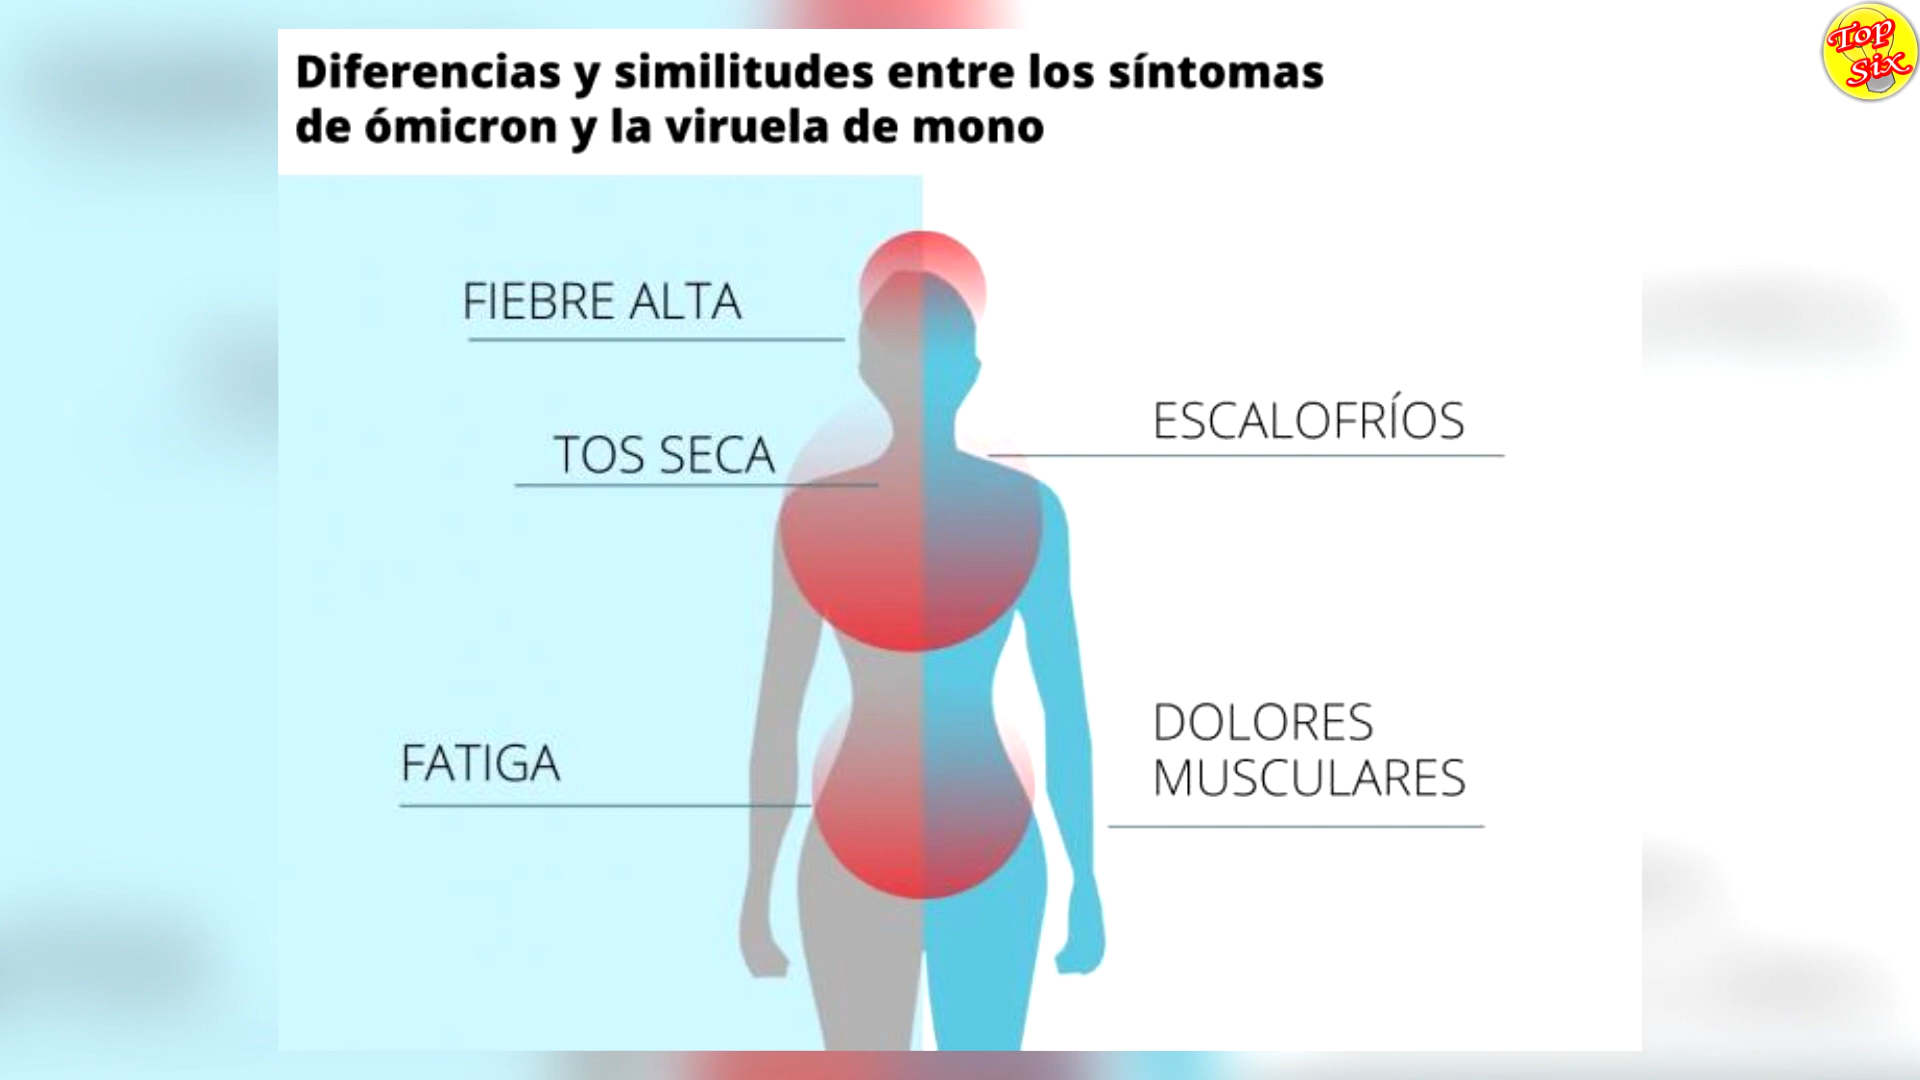 Diferencias y similitudes entre los síntomas
de ómicron y la viruela de mono
FIEBRE ALTA
ESCALOFRÍOS
TOS SECA
DOLORES
MUSCULARES
FATIGA
Top
Six